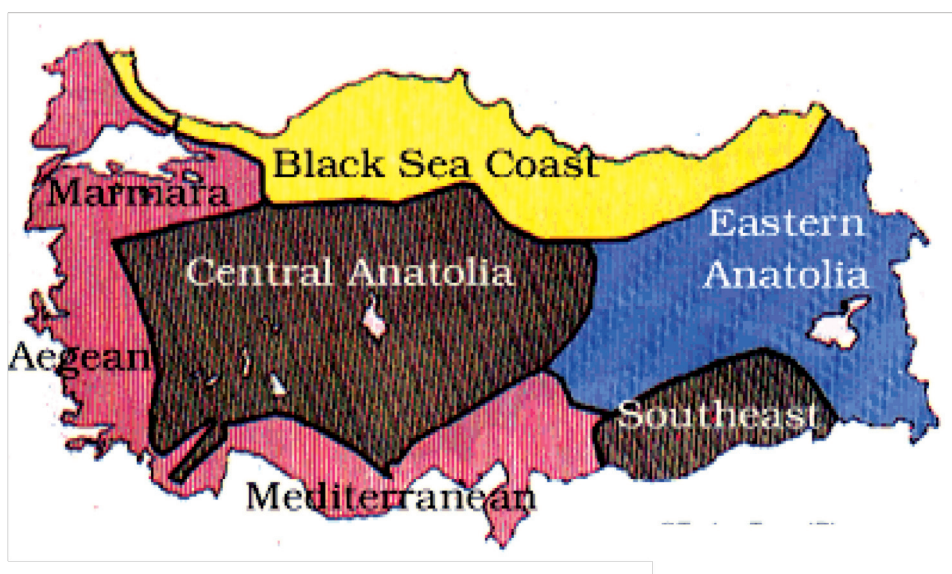 Black Sea Coast
Marmara
Eastern
Anatolia
Central Anatolia
Aegean
Southeast
Mediterranean